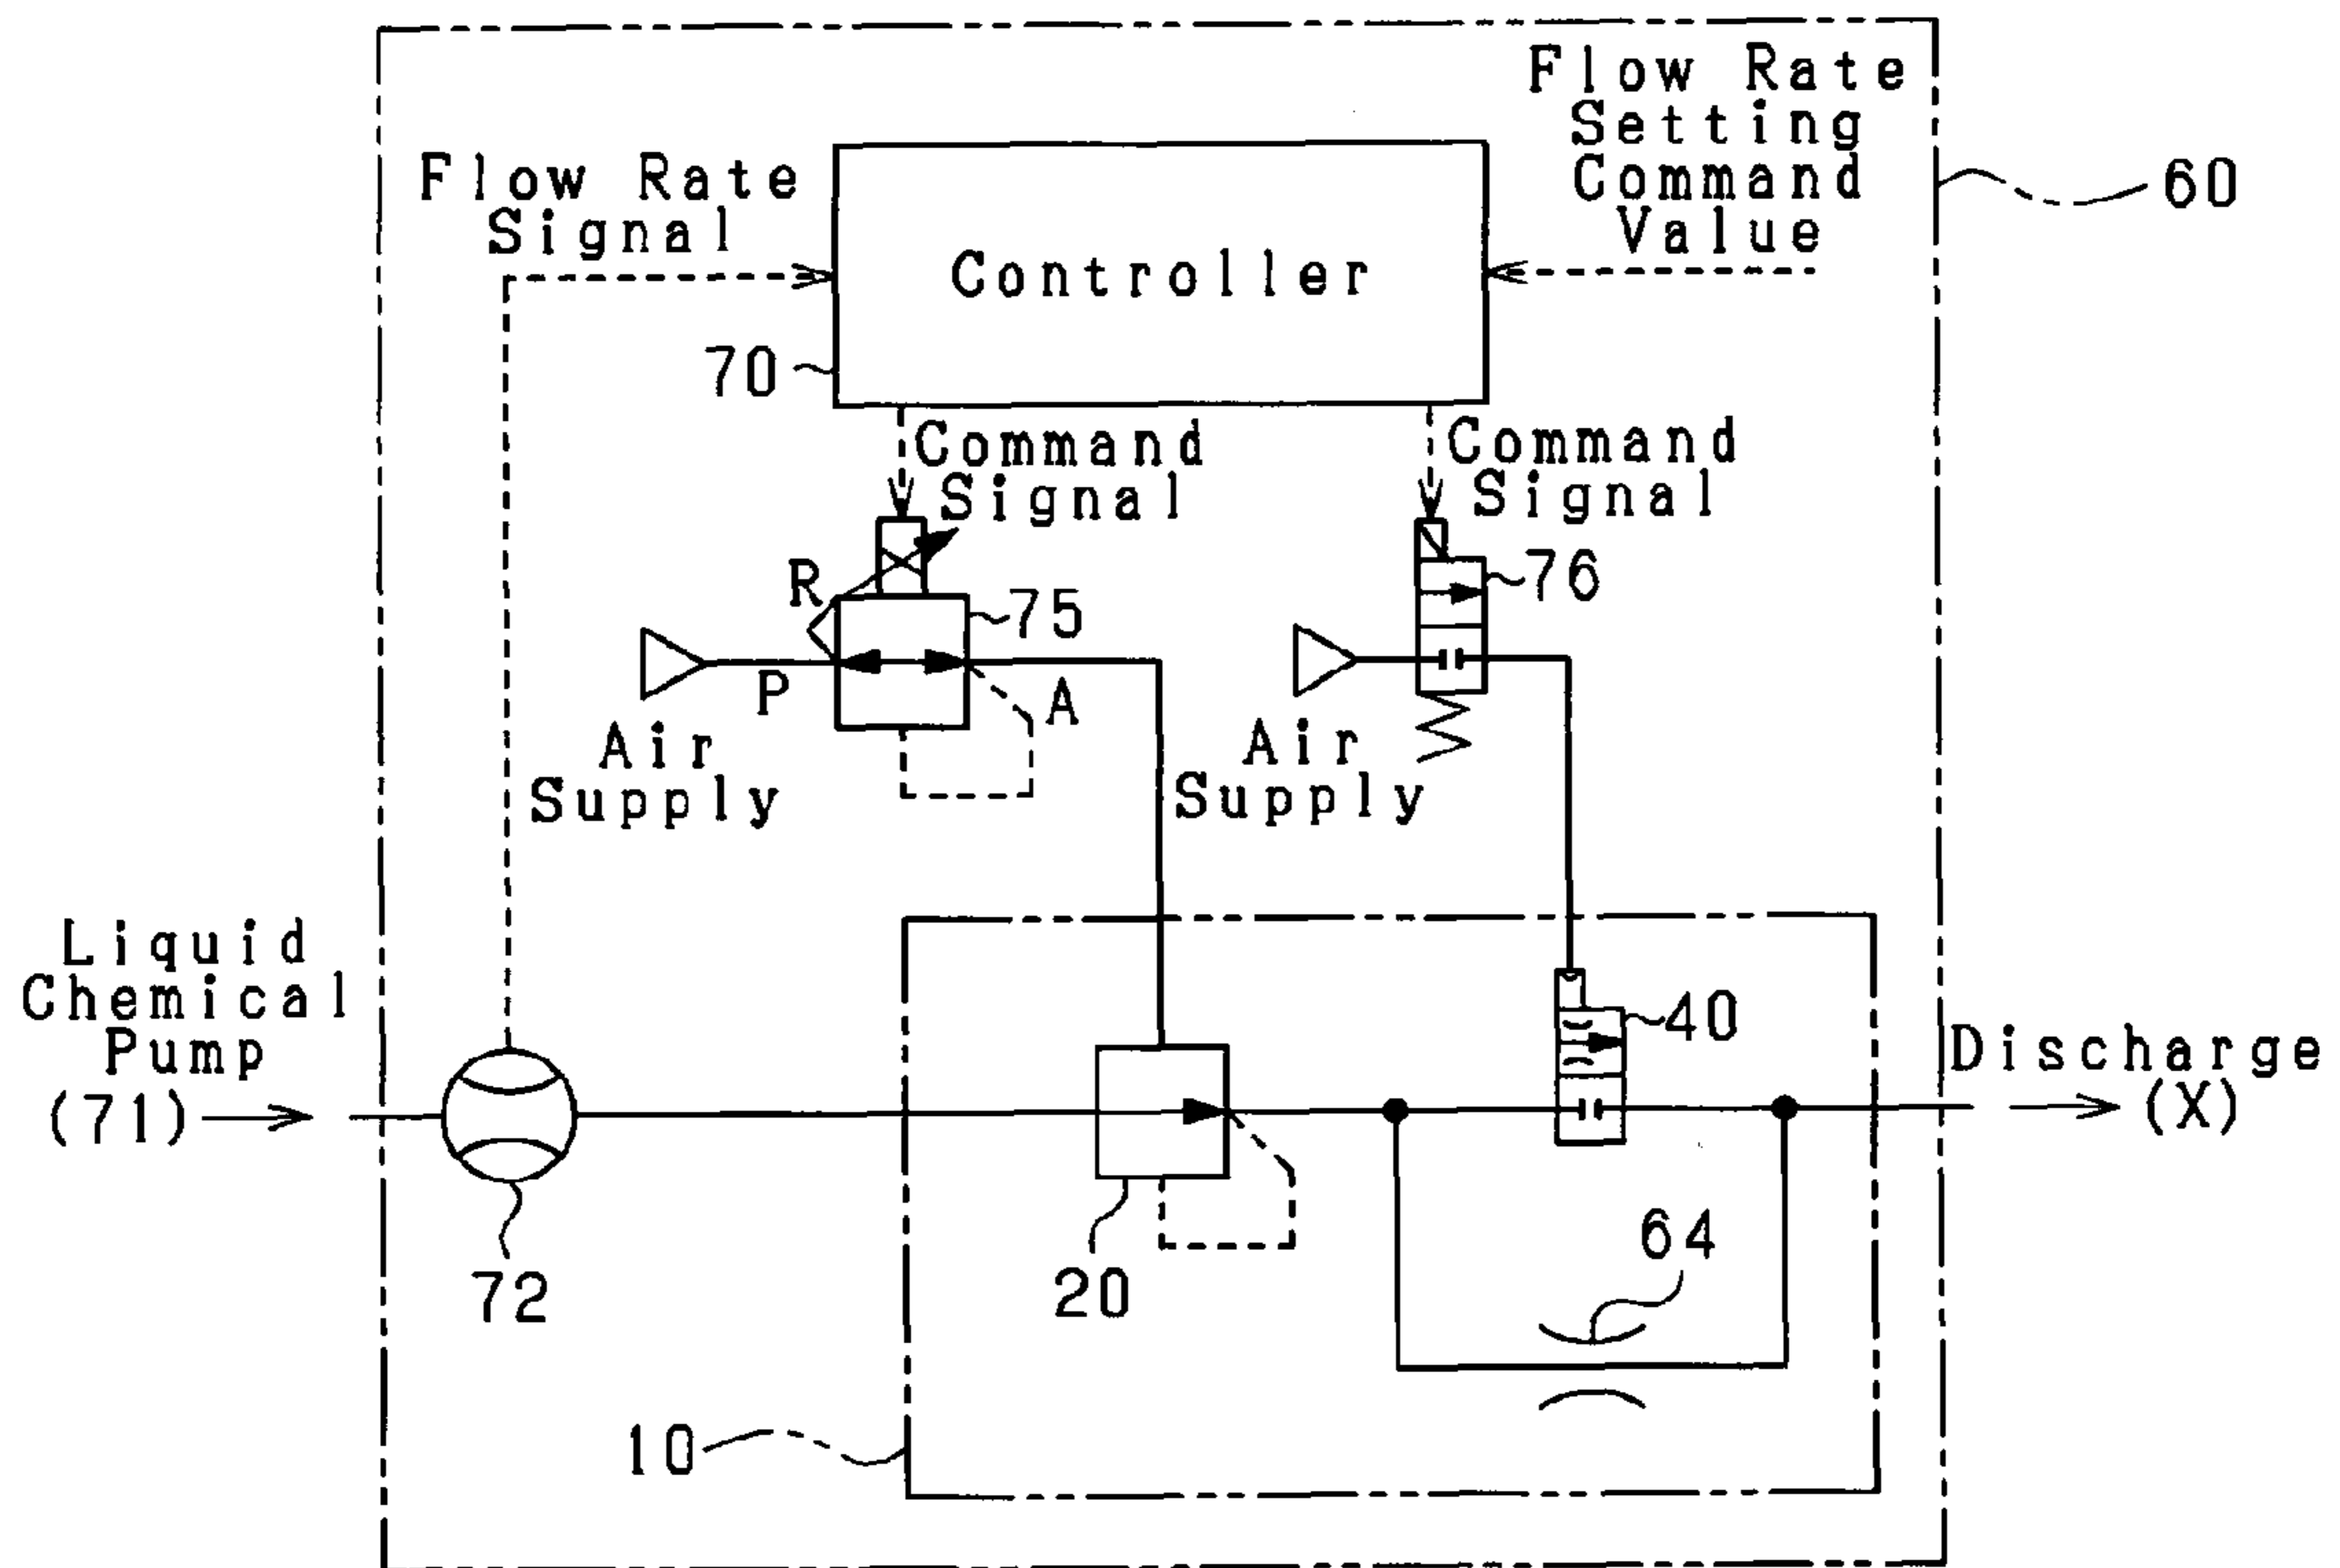 Flow Rate
Setting
Command
Value
60
Flow Rate
Signal
Controller
70
Command
Signal
Command
Signal
R
75
76
P
A
Air
Supply
Air
Supply
Liquid
Chemical
Pump
(71)
40
Discharge
(X)
72
20
64
10